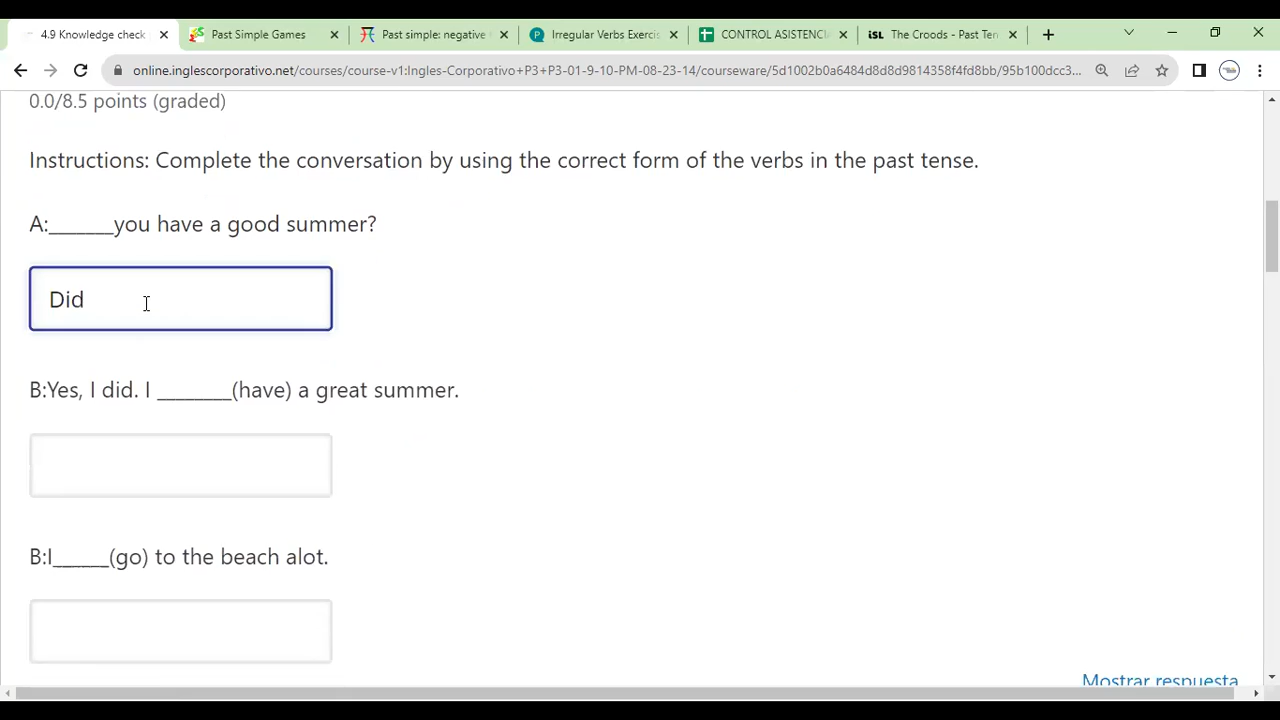 4.9 Knowledge check
Past Simple Games
Past simple: negative
Irregular Verbs Exercis
CONTROL ASISTENCI
iSL The Croods - Past Ten
online.inglescorporativo.net/courses/course-v1:Ingles-Corporativo+P3+P3-01-9-10-PM-08-23-14/courseware/5d1002b0a6484d8d8d9814358f4fd8bb/95b100dcc3...
0.0/8.5 points (graded)
Instructions: Complete the conversation by using the correct form of the verbs in the past tense.
A:_______you have a good summer?
Did
B:Yes, I did. I ________(have) a great summer.
B:I______(go) to the beach alot.
Mostrar respuesta